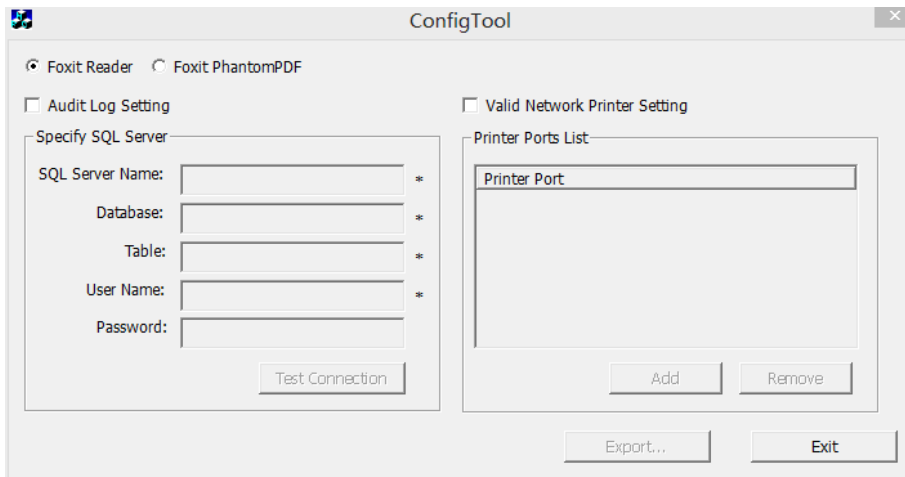 ConfigTool
Foxit Reader Foxit PhantomPDF
Audit Log Setting
Valid Network Printer Setting
Specify SQL Server
SQL Server Name: *
Database: *
Table: *
User Name: *
Password:
Test Connection
Printer Ports List
Printer Port
Add Remove
Export... Exit